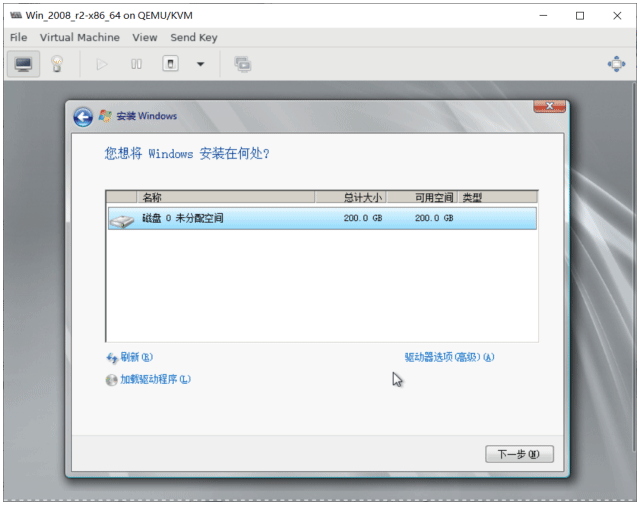 Win_2008_r2-x86_64 on QEMU/KVM
File Virtual Machine View Send Key
安装 Windows
您想将 Windows 安装在何处?
名称 总计大小 可用空间 类型
磁盘 0 未分配空间 200.0 GB 200.0 GB
刷新(R) 驱动器选项(高级)(A)
加载驱动程序(L)
下一步(N)